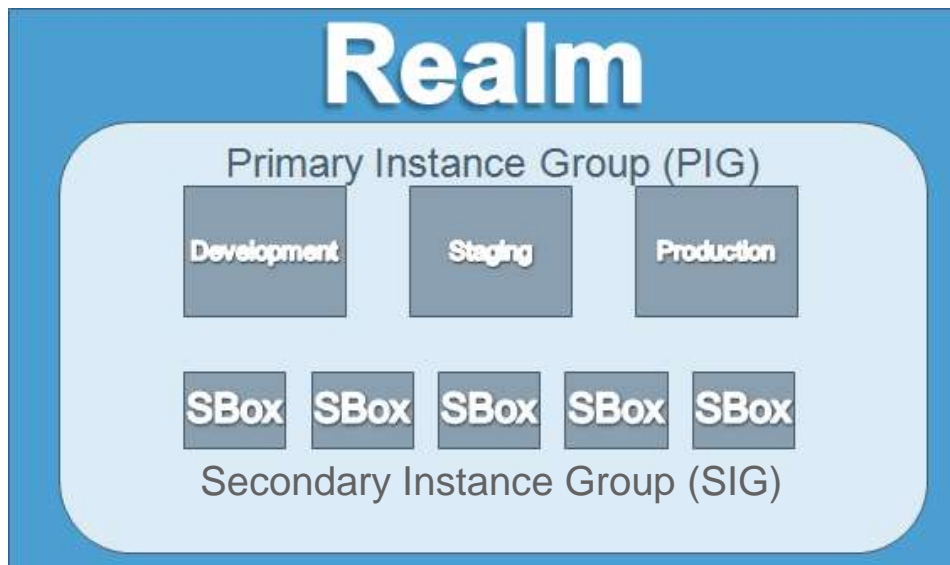 Realm
Primary Instance Group (PIG)
Development Staging Production
SBox SBox SBox SBox SBox
Secondary Instance Group (SIG)